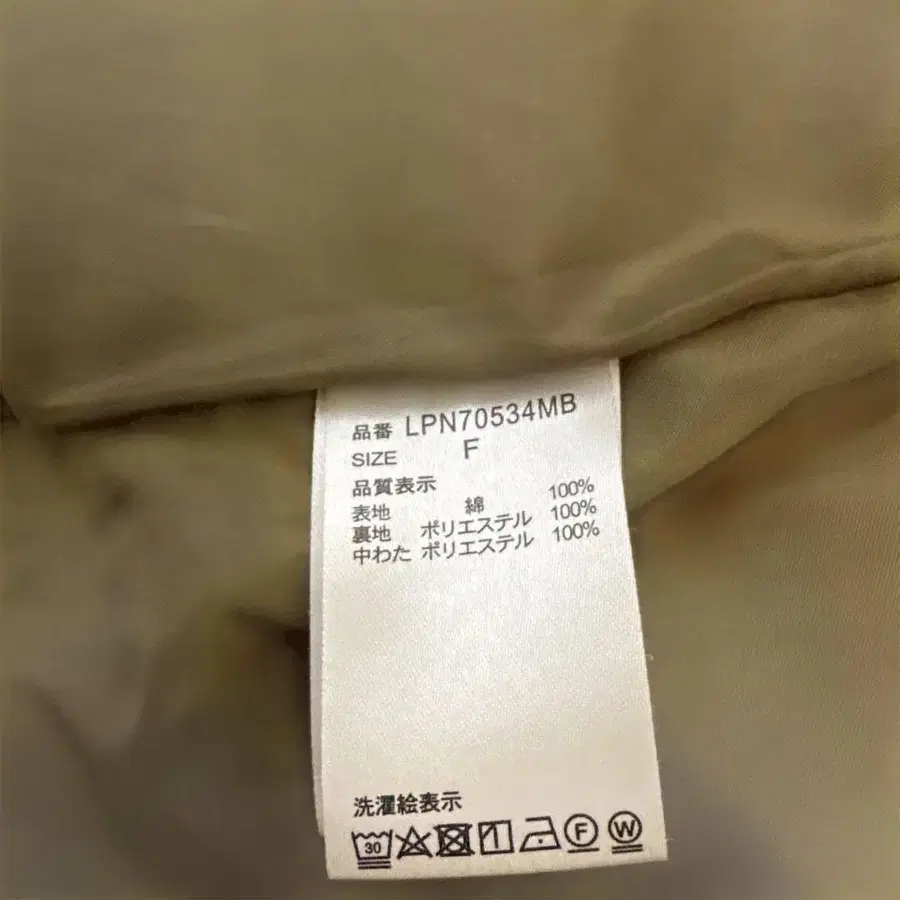 品番 LPN70534MB
SIZE F
品質表示
表地 綿 100%
裏地 ポリエステル 100%
中わた ポリエステル 100%
洗濯絵表示
30 F W